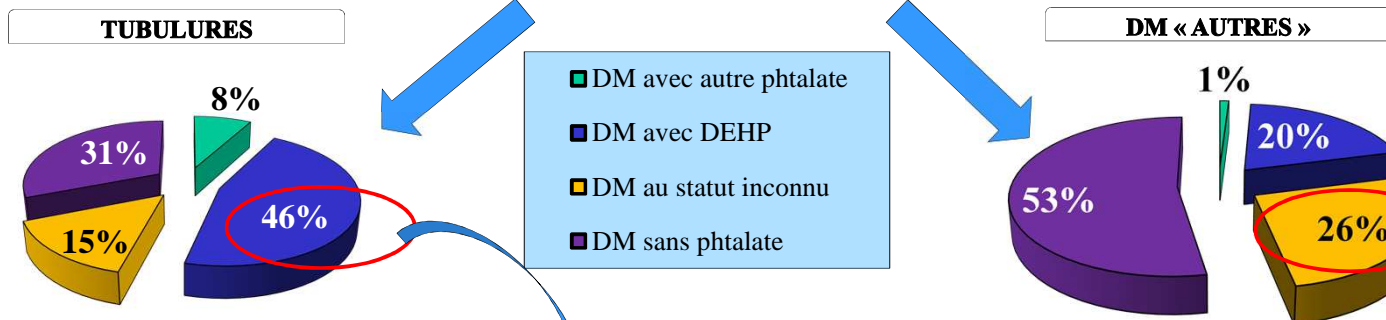 TUBULURES
8%
31%
46%
15%
DM avec autre phtalate
DM avec DEHP
DM au statut inconnu
DM sans phtalate
DM « AUTRES »
1%
20%
53%
26%